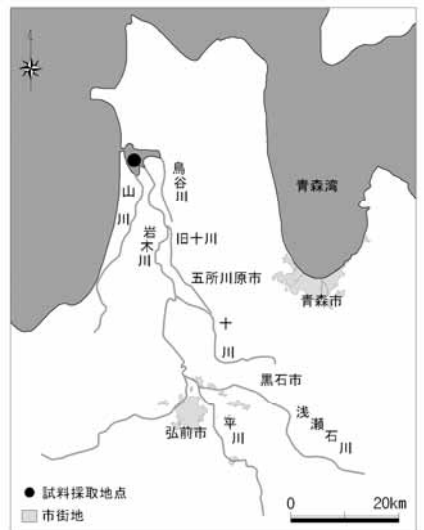 鳥谷川
山川
岩木川
旧十川
青森湾
五所川原市
青森市
十川
黒石市
浅瀬石川
弘前市
平川
● 試料採取地点
市街地
0 20km